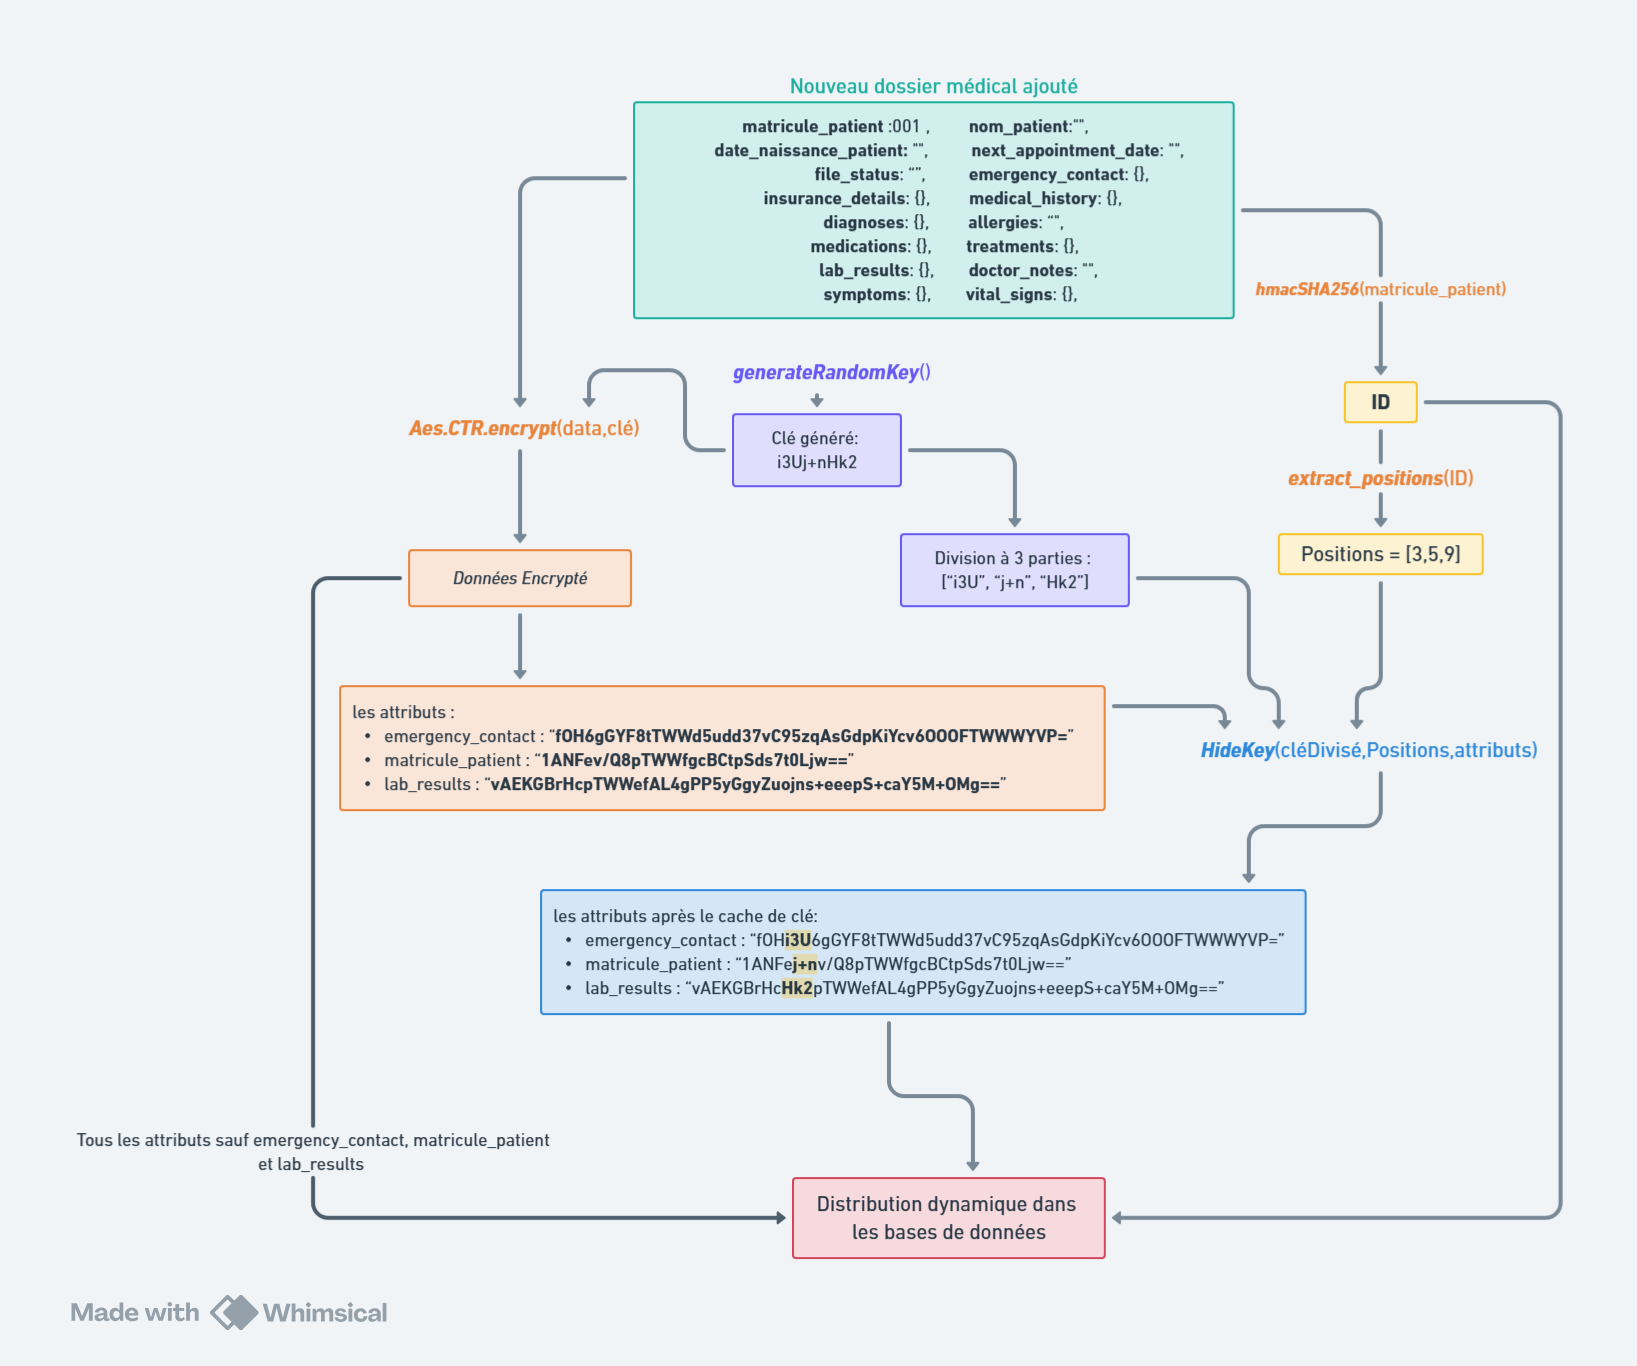 Nouveau dossier médical ajouté
matricule_patient :001 , nom_patient:"",
date_naissance_patient: "", next_appointment_date: "",
file_status: “”, emergency_contact: {},
insurance_details: {}, medical_history: {},
diagnoses: {}, allergies: “",
medications: {}, treatments: {},
lab_results: {}, doctor_notes: "",
symptoms: {}, vital_signs: {},
hmacSHA256(matricule_patient)
generateRandomKey()
ID
Aes.CTR.encrypt(data,clé)
Clé généré:
i3Uj+nHk2
extract_positions(ID)
Division à 3 parties :
[“i3U”, “j+n”, “Hk2”]
Positions = [3,5,9]
Données Encrypté
les attributs :
• emergency_contact : “fOH6gGYF8tTWWd5udd37vC95zqAsGdpKiYcv6OOOFTWWWYVP=”
• matricule_patient : “1ANFev/Q8pTWWfgcBCtpSds7t0Ljw==”
• lab_results : “vAEKGBrHcpTWWefAL4gPP5yGgyZuojns+eeepS+caY5M+OMg==”
HideKey(cléDivisé,Positions,attributs)
les attributs après le cache de clé:
• emergency_contact : “fOHi3U6gGYF8tTWWd5udd37vC95zqAsGdpKiYcv6OOOFTWWWYVP=”
• matricule_patient : “1ANFej+nv/Q8pTWWfgcBCtpSds7t0Ljw==”
• lab_results : “vAEKGBrHcHk2pTWWefAL4gPP5yGgyZuojns+eeepS+caY5M+OMg==”
Tous les attributs sauf emergency_contact, matricule_patient
et lab_results
Distribution dynamique dans
les bases de données
Made with Whimsical